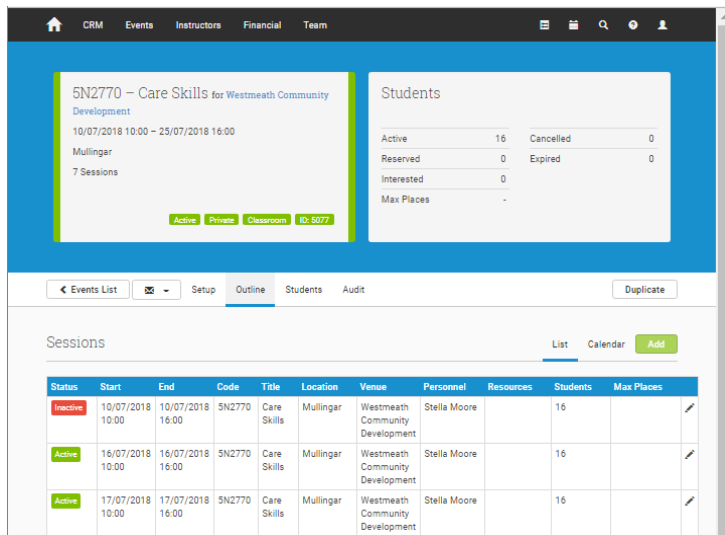 CRM Events Instructors Financial Team
5N2770 – Care Skills for Westmeath Community
Development
10/07/2018 10:00 – 25/07/2018 16:00
Mullingar
7 Sessions
Active Private Classroom ID: 5077
Students
Active 16 Cancelled 0
Reserved 0 Expired 0
Interested 0
Max Places -
Events List Setup Outline Students Audit Duplicate
Sessions List Calendar Add
Status Start End Code Title Location Venue Personnel Resources Students Max Places
Inactive 10/07/2018 10/07/2018 5N2770 Care Mullingar Westmeath Stella Moore 16
10:00 16:00 Skills Community
Development
Active 16/07/2018 16/07/2018 5N2770 Care Mullingar Westmeath Stella Moore 16
10:00 16:00 Skills Community
Development
Active 17/07/2018 17/07/2018 5N2770 Care Mullingar Westmeath Stella Moore 16
10:00 16:00 Skills Community
Development